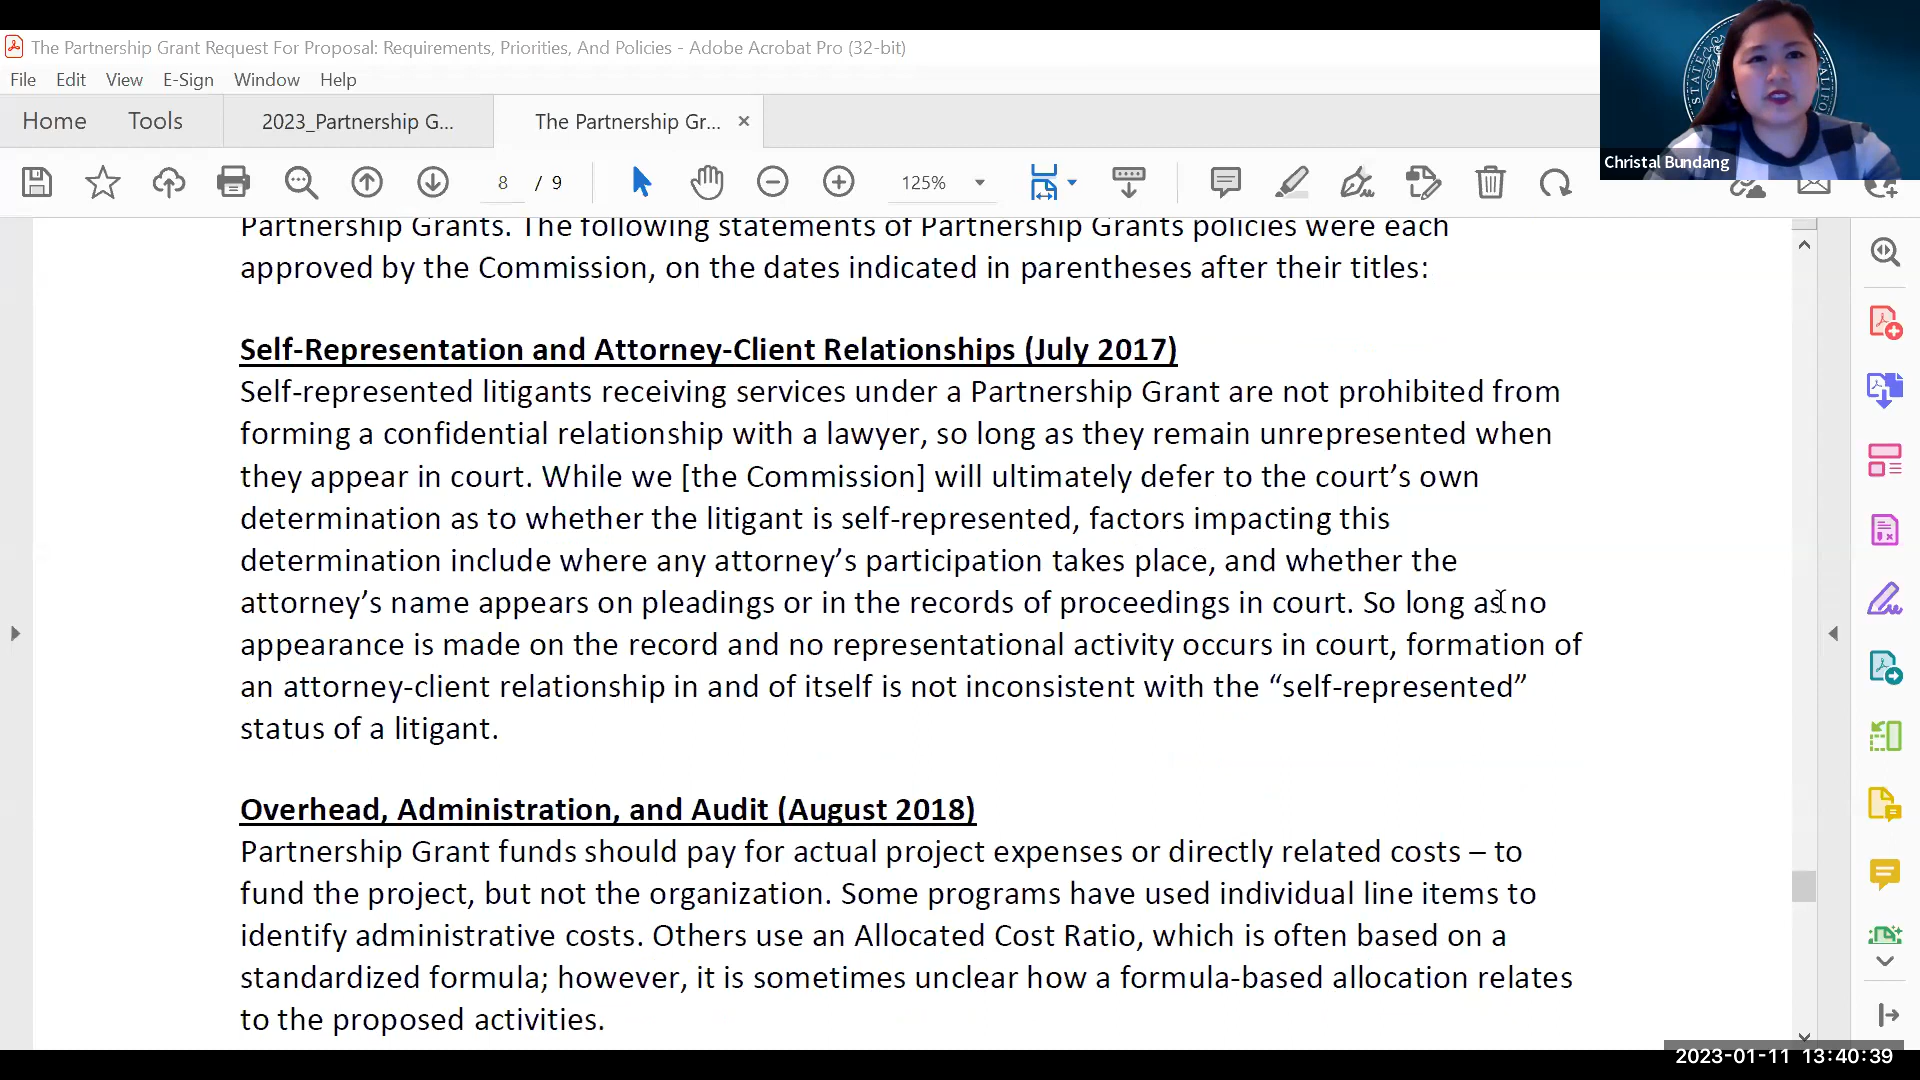 The Partnership Grant Request For Proposal: Requirements, Priorities, And Policies - Adobe Acrobat Pro (32-bit)
File Edit View E-Sign Window Help
Home Tools 2023_Partnership G... The Partnership Gr... ×
8 / 9 125%
STATE
CALIFO
Christal Bundang
Partnership Grants. The following statements of Partnership Grants policies were each
approved by the Commission, on the dates indicated in parentheses after their titles:
Self-Representation and Attorney-Client Relationships (July 2017)
Self-represented litigants receiving services under a Partnership Grant are not prohibited from
forming a confidential relationship with a lawyer, so long as they remain unrepresented when
they appear in court. While we [the Commission] will ultimately defer to the court’s own
determination as to whether the litigant is self-represented, factors impacting this
determination include where any attorney’s participation takes place, and whether the
attorney’s name appears on pleadings or in the records of proceedings in court. So long as no
appearance is made on the record and no representational activity occurs in court, formation of
an attorney-client relationship in and of itself is not inconsistent with the “self-represented”
status of a litigant.
Overhead, Administration, and Audit (August 2018)
Partnership Grant funds should pay for actual project expenses or directly related costs – to
fund the project, but not the organization. Some programs have used individual line items to
identify administrative costs. Others use an Allocated Cost Ratio, which is often based on a
standardized formula; however, it is sometimes unclear how a formula-based allocation relates
to the proposed activities.
2023-01-11 13:40:39